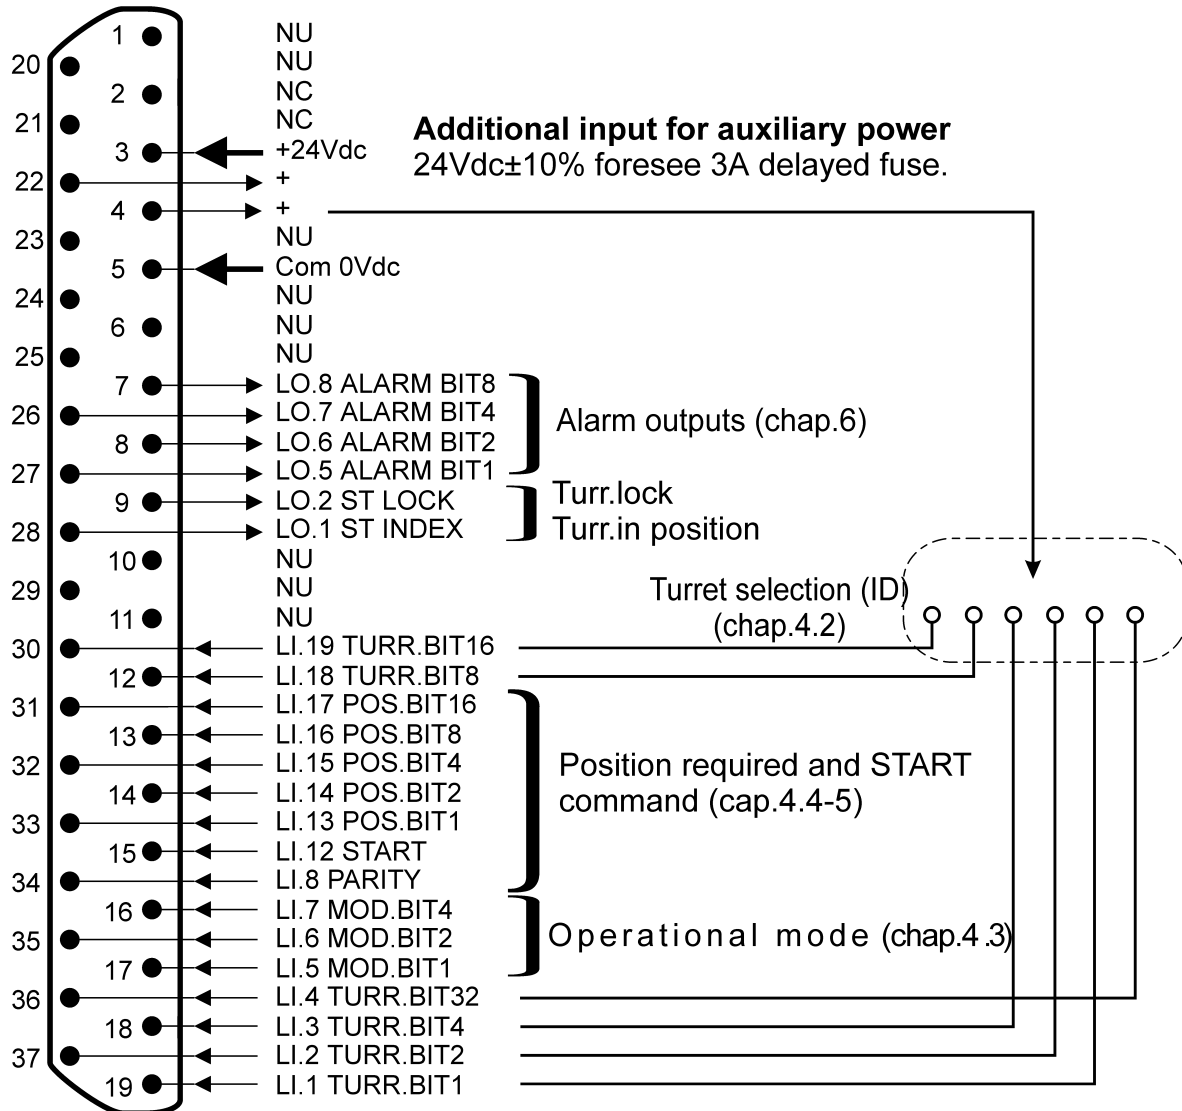 1 NU
20 NU
2 NC
21 NC
Additional input for auxiliary power
24Vdc±10% foresee 3A delayed fuse.
3 +24Vdc
22 +
4 +
23 NU
5 Com 0Vdc
24 NU
6 NU
25 NU
7 LO.8 ALARM BIT8
26 LO.7 ALARM BIT4
8 LO.6 ALARM BIT2
27 LO.5 ALARM BIT1
Alarm outputs (chap.6)
9 LO.2 ST LOCK
28 LO.1 ST INDEX
Turr.lock
Turr.in position
10 NU
29 NU
11 NU
Turret selection (ID)
(chap.4.2)
30 LI.19 TURR.BIT16
12 LI.18 TURR.BIT8
31 LI.17 POS.BIT16
13 LI.16 POS.BIT8
32 LI.15 POS.BIT4
14 LI.14 POS.BIT2
33 LI.13 POS.BIT1
15 LI.12 START
34 LI.8 PARITY
Position required and START
command (cap.4.4-5)
16 LI.7 MOD.BIT4
35 LI.6 MOD.BIT2
17 LI.5 MOD.BIT1
Operational mode (chap.4.3)
36 LI.4 TURR.BIT32
18 LI.3 TURR.BIT4
37 LI.2 TURR.BIT2
19 LI.1 TURR.BIT1